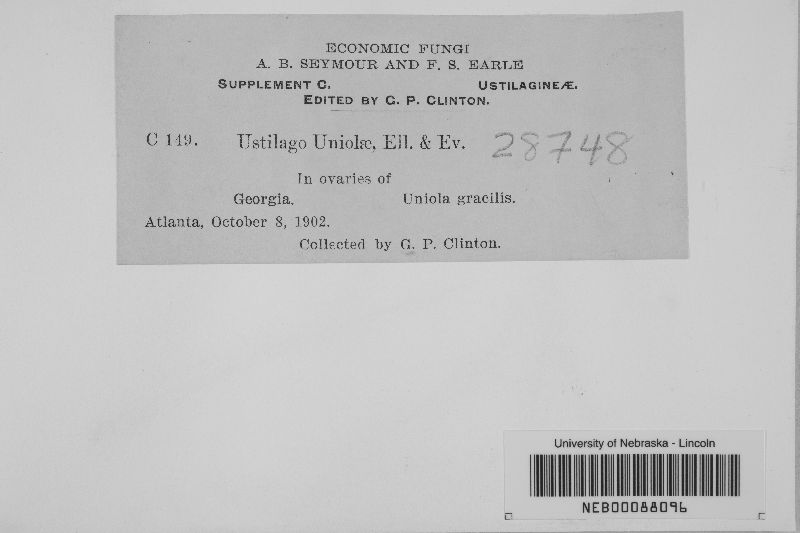 ECONOMIC FUNGI
A. B. SEYMOUR AND F. S. EARLE
SUPPLEMENT C. USTILAGINEÆ.
EDITED BY G. P. CLINTON.
C 149. Ustilago Uniolæ, Ell. & Ev. 28748
In ovaries of
Georgia. Uniola gracilis.
Atlanta, October 8, 1902.
Collected by G. P. Clinton.
University of Nebraska - Lincoln
NEB00088096